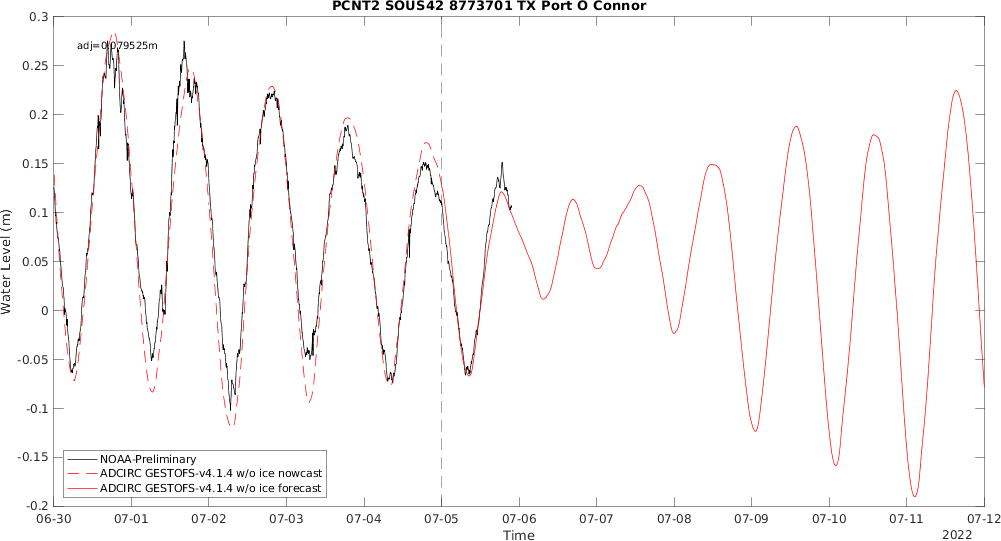 PCNT2 SOUS42 8773701 TX Port O Connor
adj=0.079525m
0.3
0.25
0.2
0.15
0.1
0.05
0
-0.05
-0.1
-0.15
-0.2
Water Level (m)
NOAA-Preliminary
ADCIRC GESTOFS-v4.1.4 w/o ice nowcast
ADCIRC GESTOFS-v4.1.4 w/o ice forecast
06-30 07-01 07-02 07-03 07-04 07-05 07-06 07-07 07-08 07-09 07-10 07-11 07-12
Time
2022